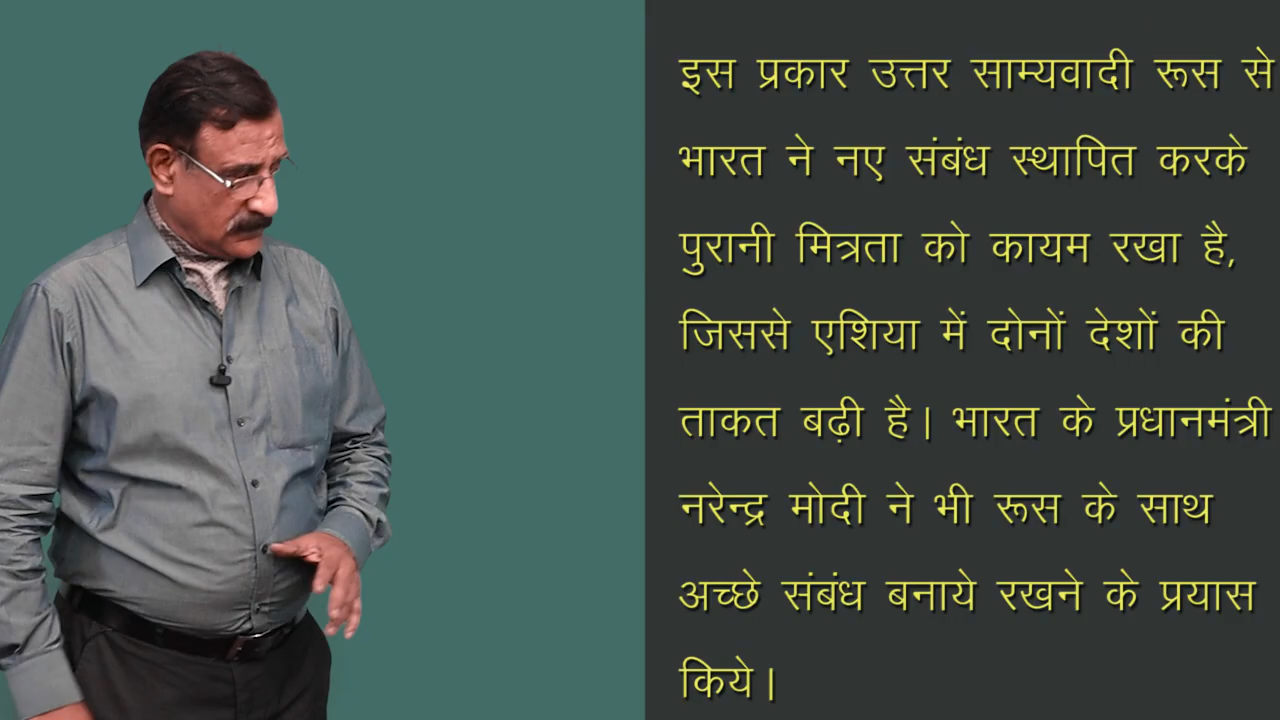 इस प्रकार उत्तर साम्यवादी रूस से
भारत ने नए संबंध स्थापित करके
पुरानी मित्रता को कायम रखा है,
जिससे एशिया में दोनों देशों की
ताकत बढ़ी है। भारत के प्रधानमंत्री
नरेन्द्र मोदी ने भी रूस के साथ
अच्छे संबंध बनाये रखने के प्रयास
किये।